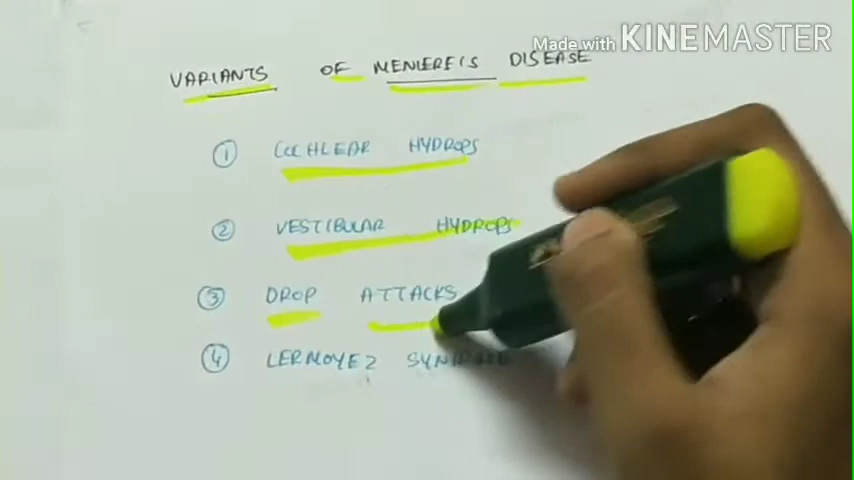 Made with KINEMASTER
VARIANTS OF MENIERE'S DISEASE
1 COCHLEAR HYDROPS
2 VESTIBULAR HYDROPS
3 DROP ATTACKS
4 LERMOYEZ